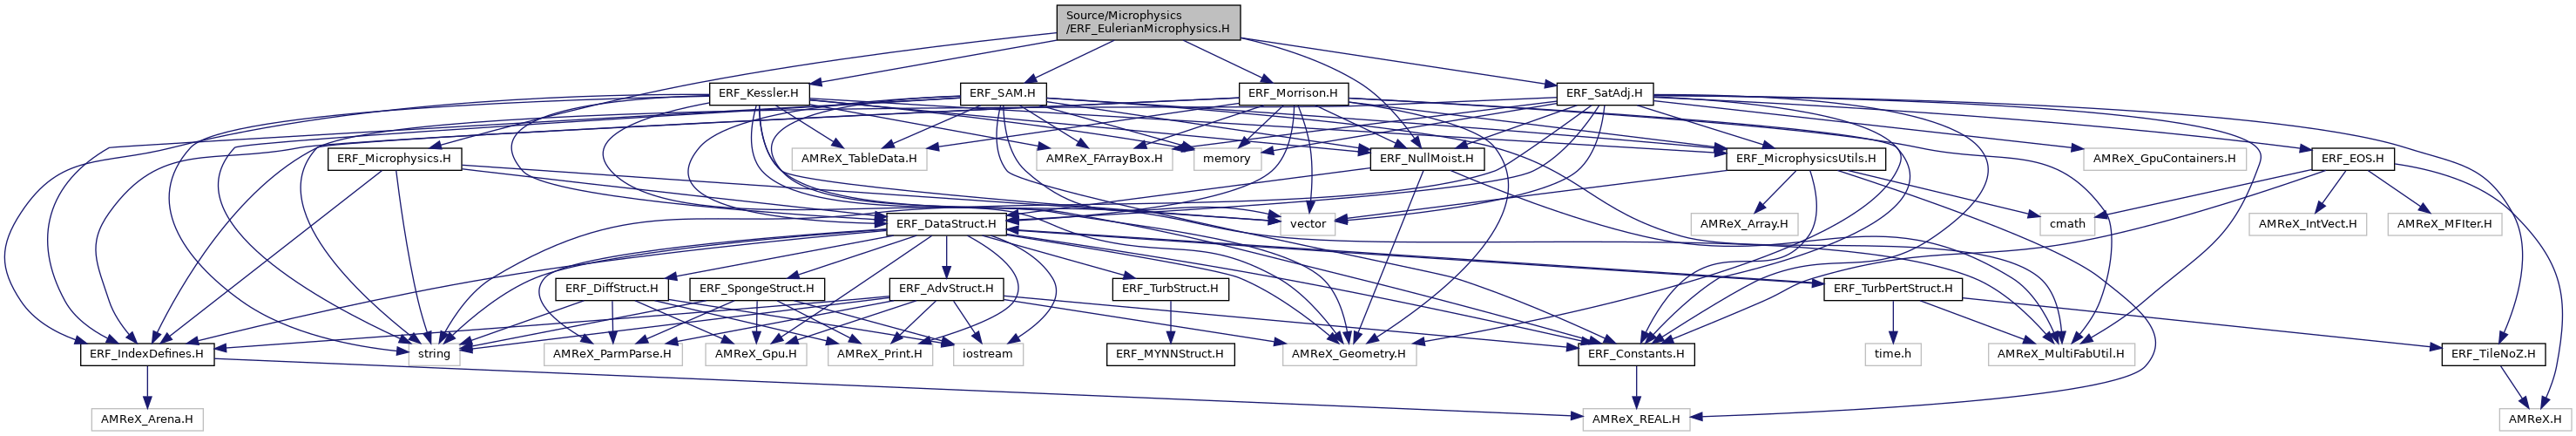 Source/Microphysics
/ERF_EulerianMicrophysics.H
ERF_Kessler.H
ERF_SAM.H
ERF_Morrison.H
ERF_SatAdj.H
ERF_Microphysics.H
AMReX_TableData.H
AMReX_FArrayBox.H
memory
ERF_NullMoist.H
ERF_MicrophysicsUtils.H
AMReX_GpuContainers.H
ERF_EOS.H
ERF_DataStruct.H
vector
AMReX_Array.H
cmath
AMReX_IntVect.H
AMReX_MFIter.H
ERF_DiffStruct.H
ERF_SpongeStruct.H
ERF_AdvStruct.H
ERF_TurbStruct.H
ERF_TurbPertStruct.H
ERF_IndexDefines.H
string
AMReX_ParmParse.H
AMReX_Gpu.H
AMReX_Print.H
iostream
ERF_MYNNStruct.H
AMReX_Geometry.H
ERF_Constants.H
time.h
AMReX_MultiFabUtil.H
ERF_TileNoZ.H
AMReX_Arena.H
AMReX_REAL.H
AMReX.H